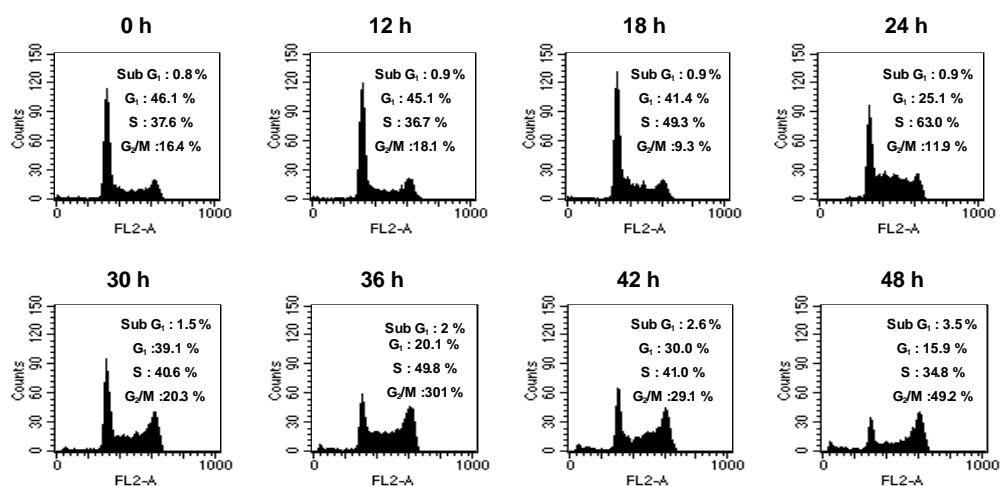 0 h
12 h
18 h
24 h
150
120
90
60
30
0
Counts
Sub G₁ : 0.8 %
G₁ : 46.1 %
S : 37.6 %
G₂/M :16.4 %
0
1000
FL2-A
150
120
90
60
30
0
Counts
Sub G₁ : 0.9 %
G₁ : 45.1 %
S : 36.7 %
G₂/M :18.1 %
0
1000
FL2-A
150
120
90
60
30
0
Counts
Sub G₁ : 0.9 %
G₁ : 41.4 %
S : 49.3 %
G₂/M :9.3 %
0
1000
FL2-A
150
120
90
60
30
0
Counts
Sub G₁ : 0.9 %
G₁ : 25.1 %
S : 63.0 %
G₂/M :11.9 %
0
1000
FL2-A
30 h
36 h
42 h
48 h
150
120
90
60
30
0
Counts
Sub G₁ : 1.5 %
G₁ :39.1 %
S : 40.6 %
G₂/M :20.3 %
0
1000
FL2-A
150
120
90
60
30
0
Counts
Sub G₁ : 2 %
G₁ : 20.1 %
S : 49.8 %
G₂/M :301 %
0
1000
FL2-A
150
120
90
60
30
0
Counts
Sub G₁ : 2.6 %
G₁ : 30.0 %
S : 41.0 %
G₂/M :29.1 %
0
1000
FL2-A
150
120
90
60
30
0
Counts
Sub G₁ : 3.5 %
G₁ : 15.9 %
S : 34.8 %
G₂/M :49.2 %
0
1000
FL2-A